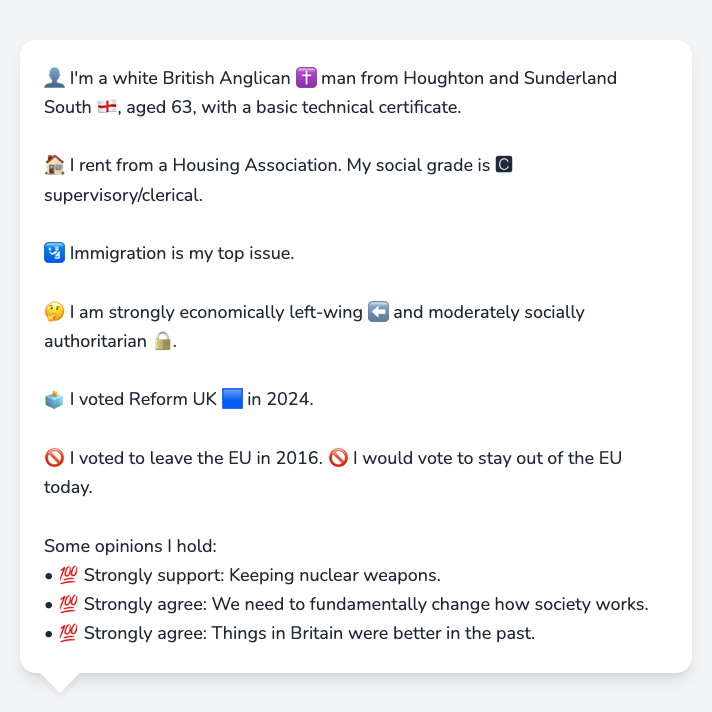 👤 I'm a white British Anglican ✝️ man from Houghton and Sunderland
South 🏴󠁧󠁢󠁥󠁮󠁧󠁿, aged 63, with a basic technical certificate.
🏠 I rent from a Housing Association. My social grade is 🅲
supervisory/clerical.
🛂 Immigration is my top issue.
🤔 I am strongly economically left-wing ⬅️ and moderately socially
authoritarian 🔒.
🗳️ I voted Reform UK 🟦 in 2024.
🚫 I voted to leave the EU in 2016. 🚫 I would vote to stay out of the EU
today.
Some opinions I hold:
• 💯 Strongly support: Keeping nuclear weapons.
• 💯 Strongly agree: We need to fundamentally change how society works.
• 💯 Strongly agree: Things in Britain were better in the past.